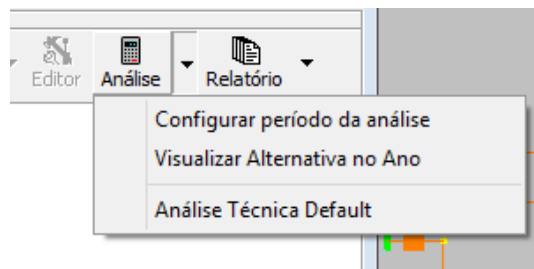 Editor Análise Relatório
Configurar período da análise
Visualizar Alternativa no Ano
Análise Técnica Default